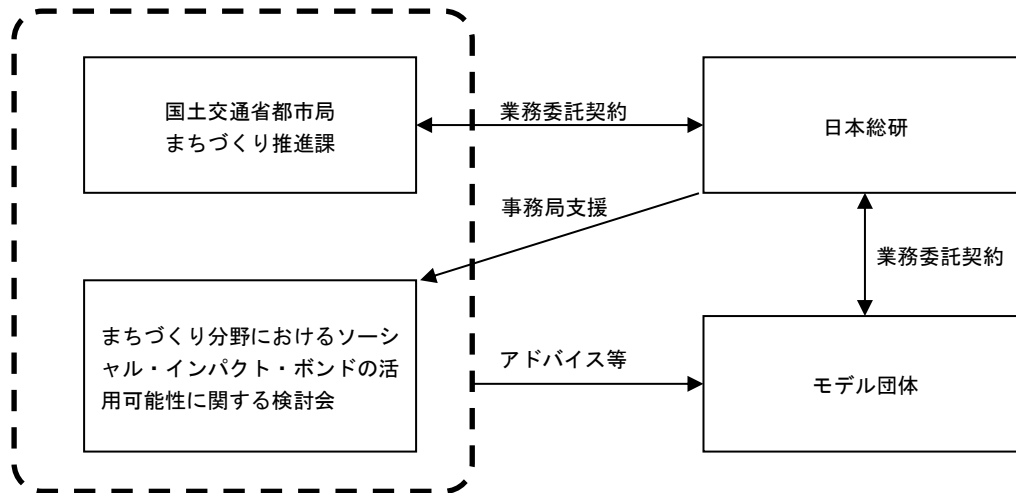 国土交通省都市局
まちづくり推進課
業務委託契約
日本総研
事務局支援
業務委託契約
まちづくり分野におけるソーシ
ャル・インパクト・ボンドの活
用可能性に関する検討会
アドバイス等
モデル団体